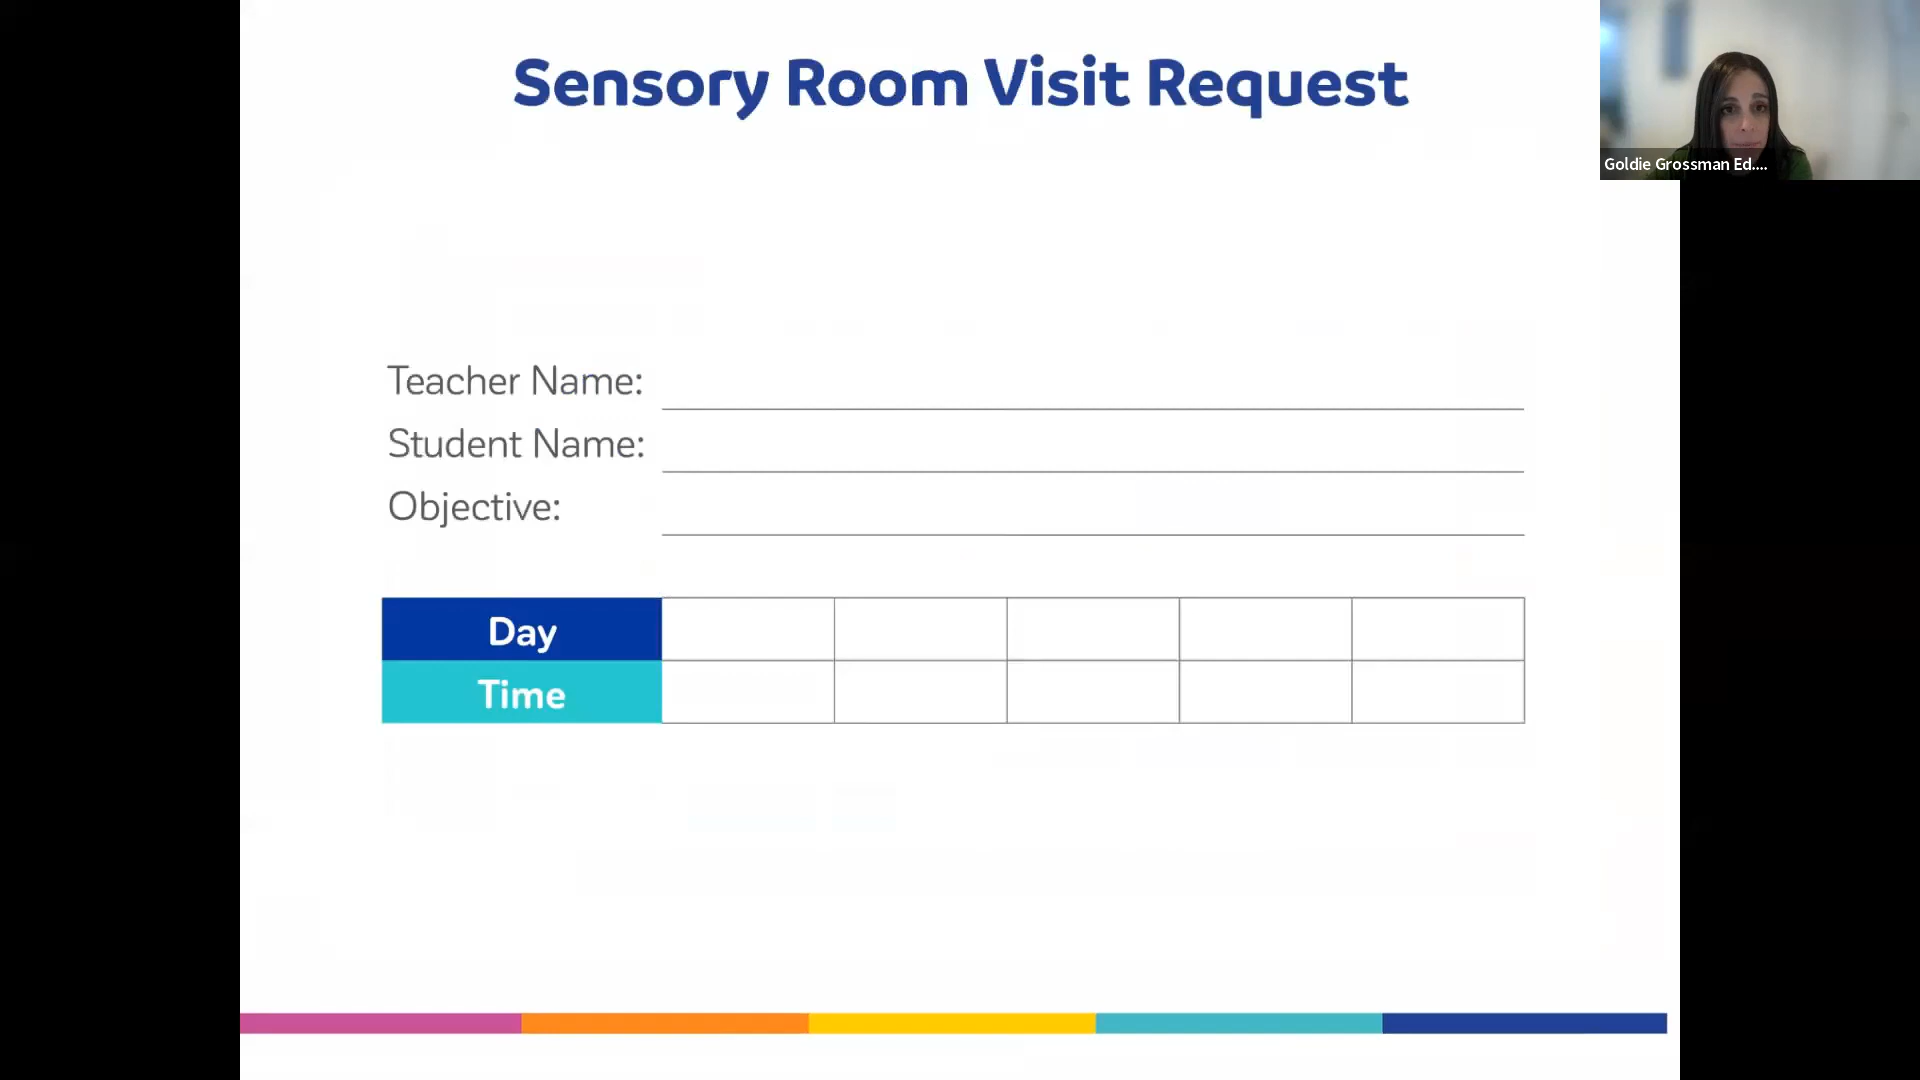 Sensory Room Visit Request
Goldie Grossman Ed....
Teacher Name:
Student Name:
Objective:
Day
Time